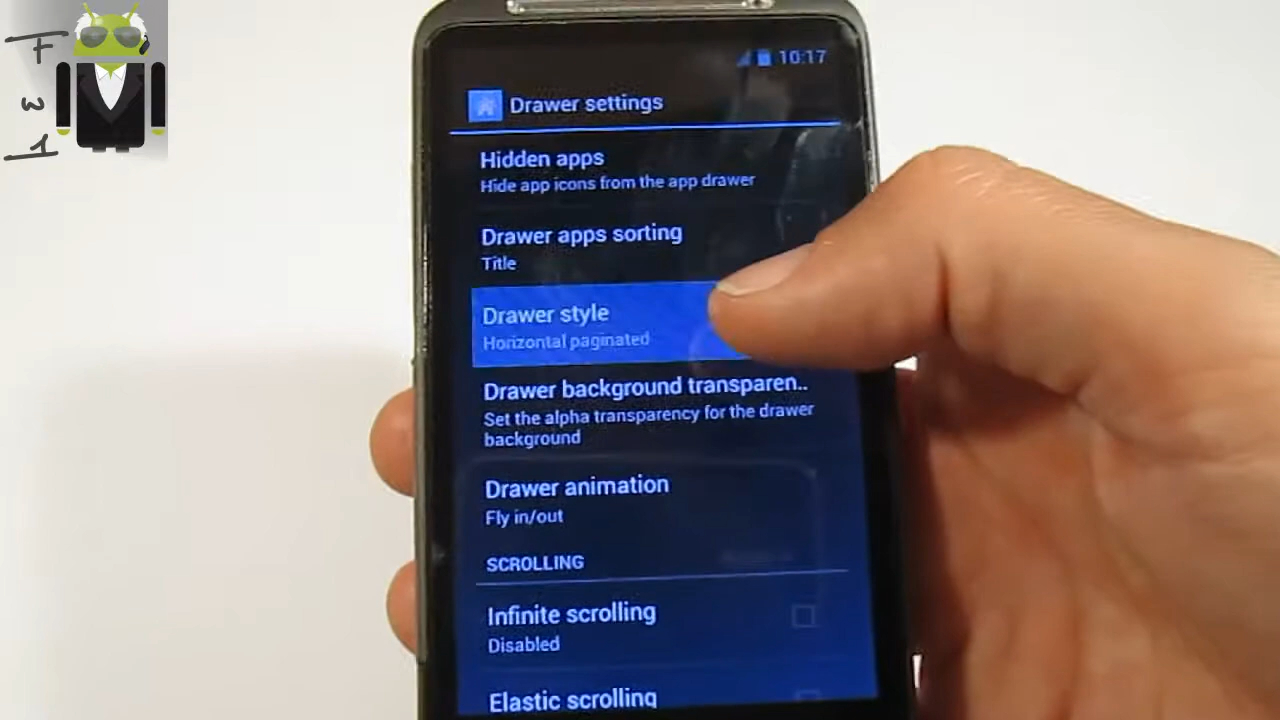 F
w
1
10:17
Drawer settings
Hidden apps
Hide app icons from the app drawer
Drawer apps sorting
Title
Drawer style
Horizontal paginated
Drawer background transparen..
Set the alpha transparency for the drawer
background
Drawer animation
Fly in/out
SCROLLING
Infinite scrolling
Disabled
Elastic scrolling